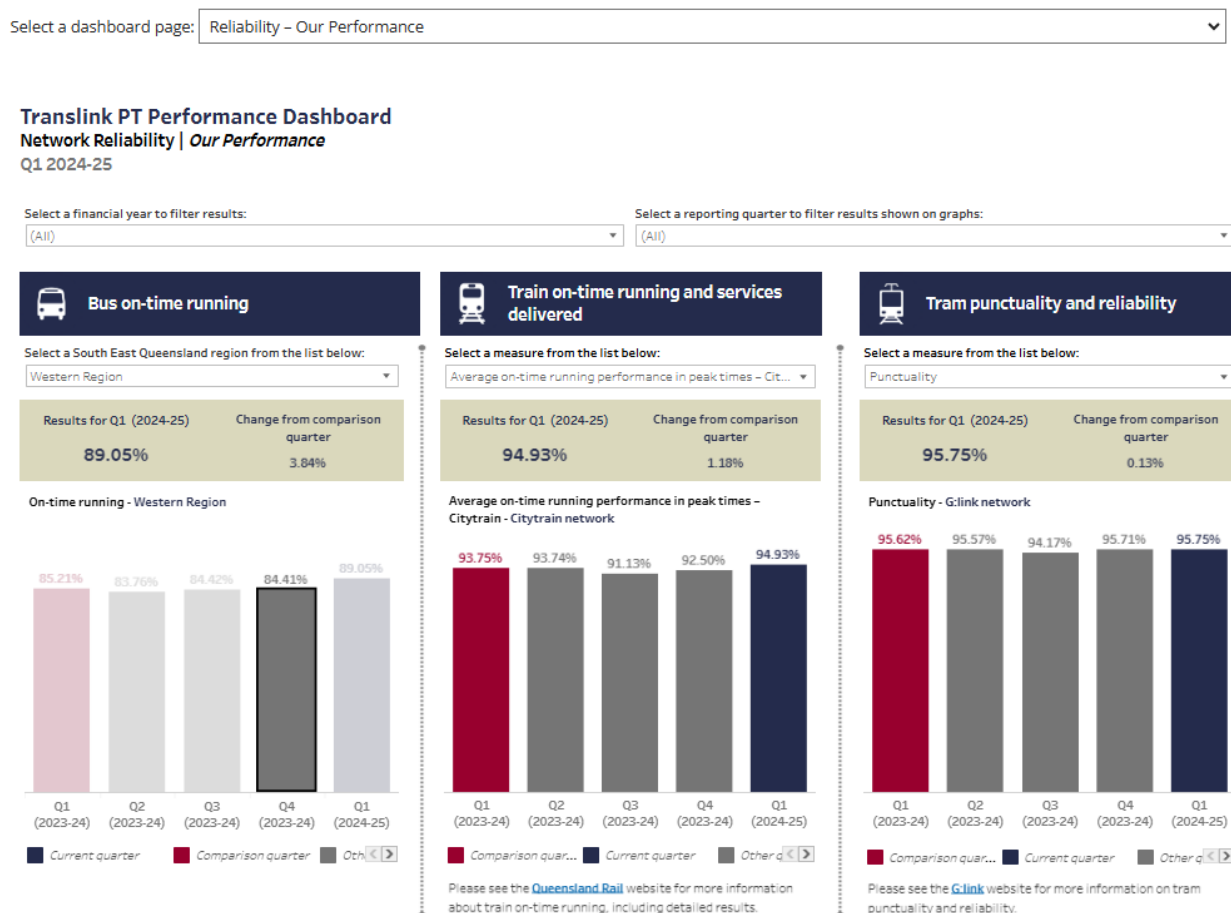 Select a dashboard page: Reliability – Our Performance
Translink PT Performance Dashboard
Network Reliability | Our Performance
Q1 2024-25
Select a financial year to filter results:
(All)
Select a reporting quarter to filter results shown on graphs:
(All)
Bus on-time running
Select a South East Queensland region from the list below:
Western Region
Results for Q1 (2024-25)
89.05%
Change from comparison
quarter
3.84%
On-time running - Western Region
85.21%
83.76%
84.42%
84.41%
89.05%
Q1
(2023-24)
Q2
(2023-24)
Q3
(2023-24)
Q4
(2023-24)
Q1
(2024-25)
Current quarter
Comparison quarter
Oth
Train on-time running and services
delivered
Select a measure from the list below:
Average on-time running performance in peak times – Cit...
Results for Q1 (2024-25)
94.93%
Change from comparison
quarter
1.18%
Average on-time running performance in peak times –
Citytrain - Citytrain network
93.75%
93.74%
91.13%
92.50%
94.93%
Q1
(2023-24)
Q2
(2023-24)
Q3
(2023-24)
Q4
(2023-24)
Q1
(2024-25)
Comparison quar...
Current quarter
Other q
Please see the Queensland Rail website for more information
about train on-time running, including detailed results.
Tram punctuality and reliability
Select a measure from the list below:
Punctuality
Results for Q1 (2024-25)
95.75%
Change from comparison
quarter
0.13%
Punctuality - G:link network
95.62%
95.57%
94.17%
95.71%
95.75%
Q1
(2023-24)
Q2
(2023-24)
Q3
(2023-24)
Q4
(2023-24)
Q1
(2024-25)
Comparison quar...
Current quarter
Other q
Please see the G:link website for more information on tram
punctuality and reliability.